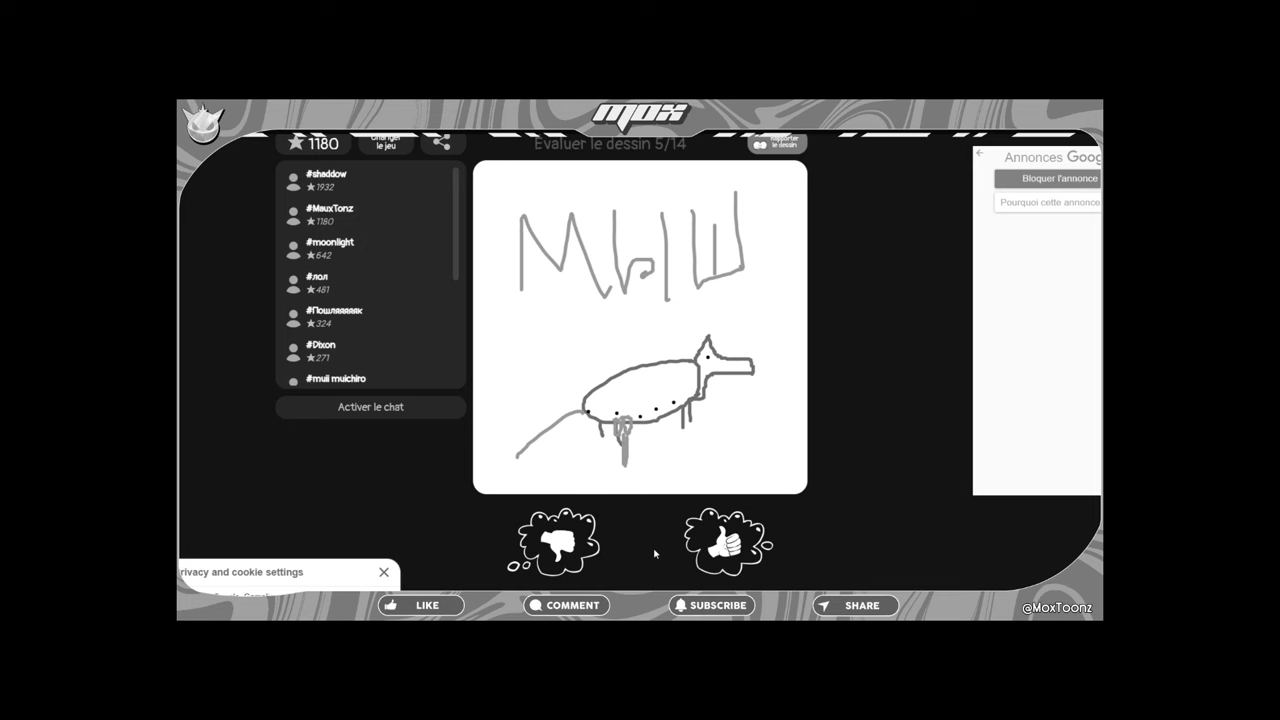 MOX
1180
Changer
le jeu
Evaluer le dessin 5/14
Rapporter
le dessin
#shaddow
1932
#MauxTonz
1180
#moonlight
642
#лол
481
#Пошляяяяяк
324
#Dixon
271
#muii muichiro
Activer le chat
Мыш
Annonces Goog
Bloquer l'annonce
Pourquoi cette annonce
rivacy and cookie settings
LIKE
COMMENT
SUBSCRIBE
SHARE
@MoxToonz